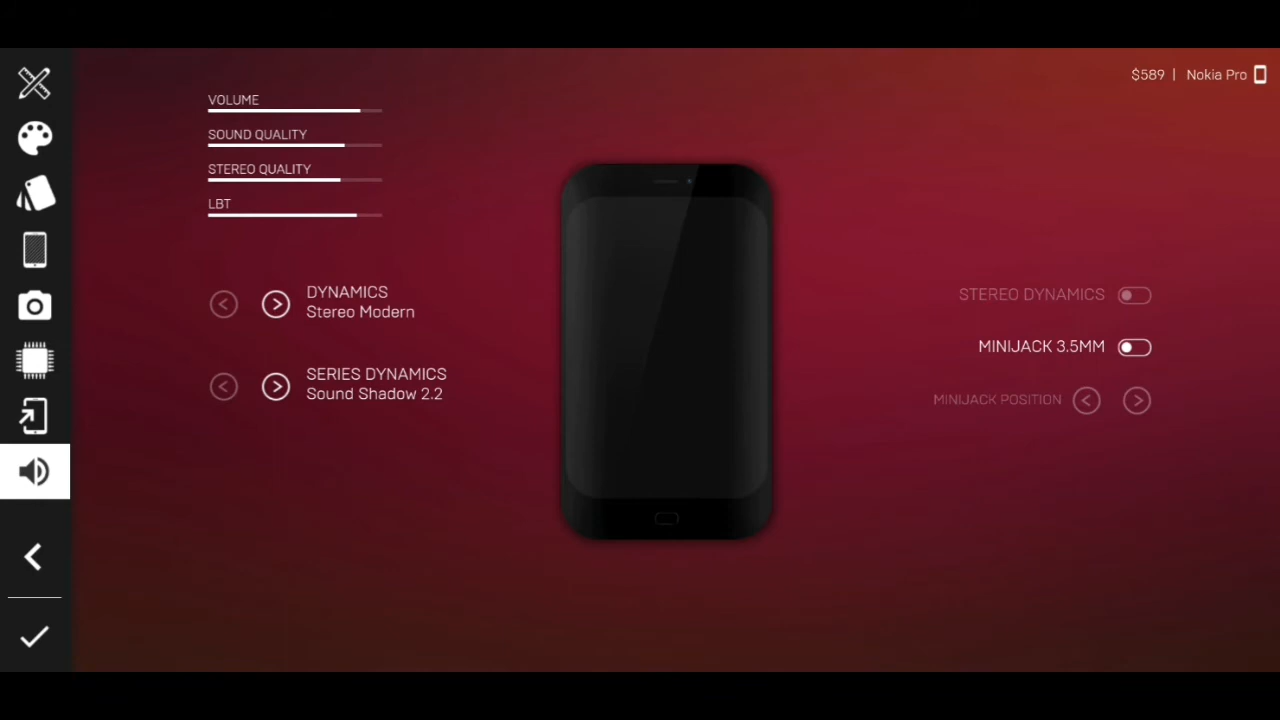 $589 | Nokia Pro
VOLUME
SOUND QUALITY
STEREO QUALITY
LBT
DYNAMICS
Stereo Modern
SERIES DYNAMICS
Sound Shadow 2.2
STEREO DYNAMICS
MINIJACK 3.5MM
MINIJACK POSITION